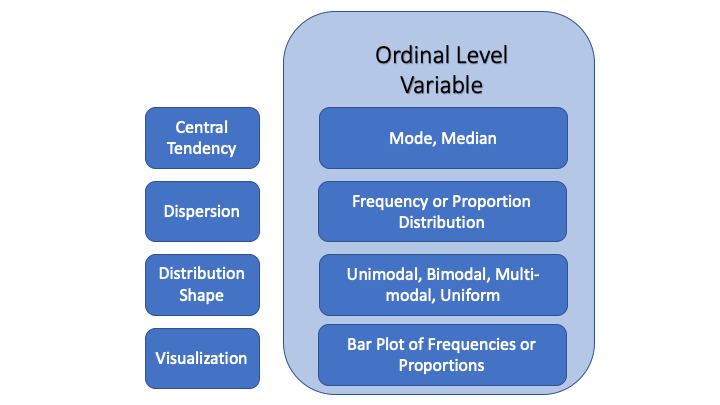 Ordinal Level
Variable
Central
Tendency
Mode, Median
Dispersion
Frequency or Proportion
Distribution
Distribution
Shape
Unimodal, Bimodal, Multi-
modal, Uniform
Visualization
Bar Plot of Frequencies or
Proportions